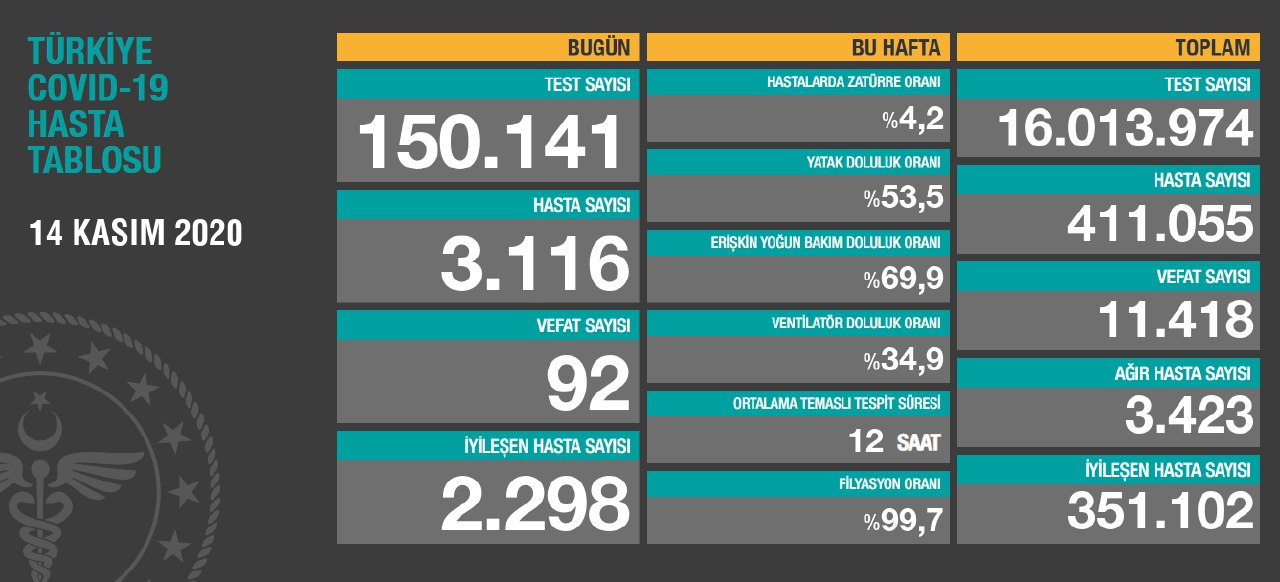 TÜRKİYE
COVID-19
HASTA
TABLOSU
14 KASIM 2020
BUGÜN
TEST SAYISI
150.141
HASTA SAYISI
3.116
VEFAT SAYISI
92
İYİLEŞEN HASTA SAYISI
2.298
BU HAFTA
HASTALARDA ZATÜRRE ORANI
%4,2
YATAK DOLULUK ORANI
%53,5
ERİŞKİN YOĞUN BAKIM DOLULUK ORANI
%69,9
VENTİLATÖR DOLULUK ORANI
%34,9
ORTALAMA TEMASLI TESPİT SÜRESİ
12 SAAT
FİLYASYON ORANI
%99,7
TOPLAM
TEST SAYISI
16.013.974
HASTA SAYISI
411.055
VEFAT SAYISI
11.418
AĞIR HASTA SAYISI
3.423
İYİLEŞEN HASTA SAYISI
351.102